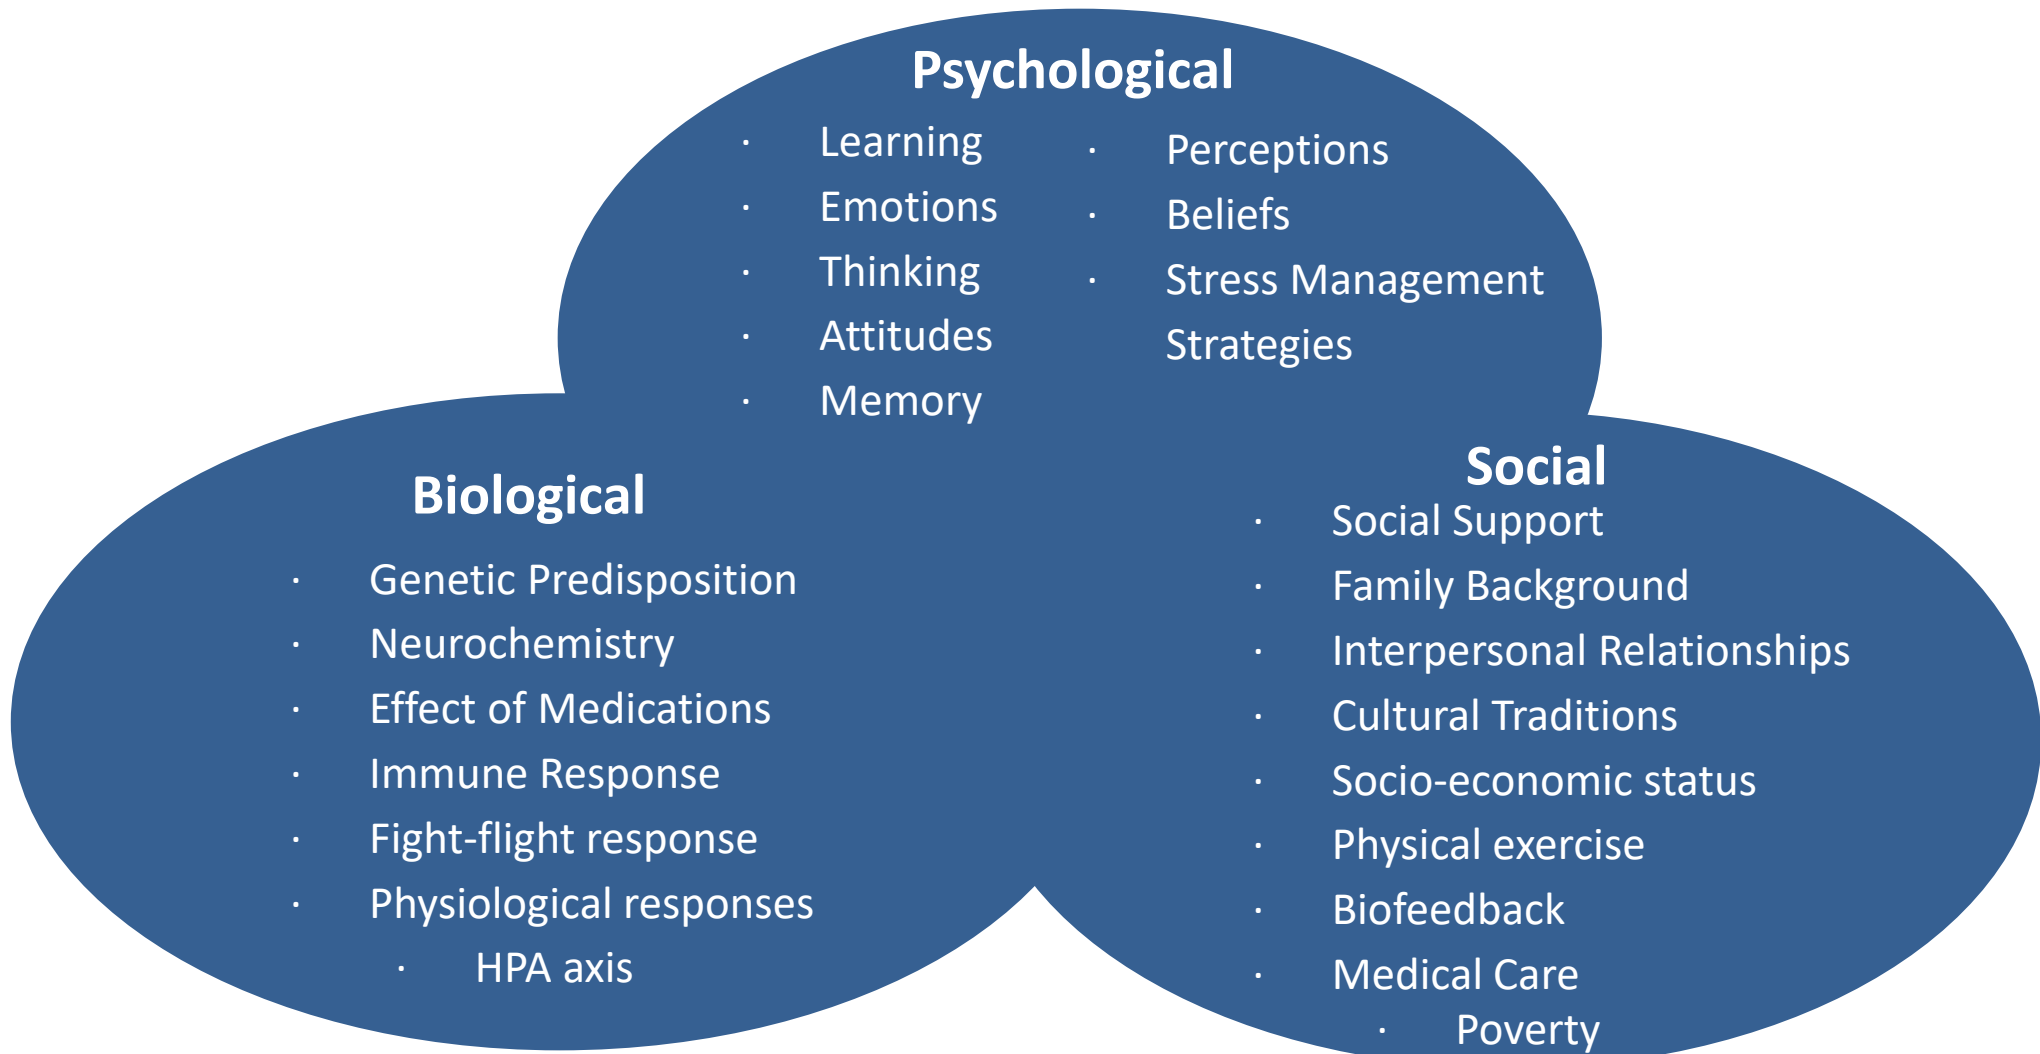 Psychological
· Learning
· Emotions
· Thinking
· Attitudes
· Memory
· Perceptions
· Beliefs
· Stress Management
Strategies
Biological
· Genetic Predisposition
· Neurochemistry
· Effect of Medications
· Immune Response
· Fight-flight response
· Physiological responses
· HPA axis
Social
· Social Support
· Family Background
· Interpersonal Relationships
· Cultural Traditions
· Socio-economic status
· Physical exercise
· Biofeedback
· Medical Care
· Poverty